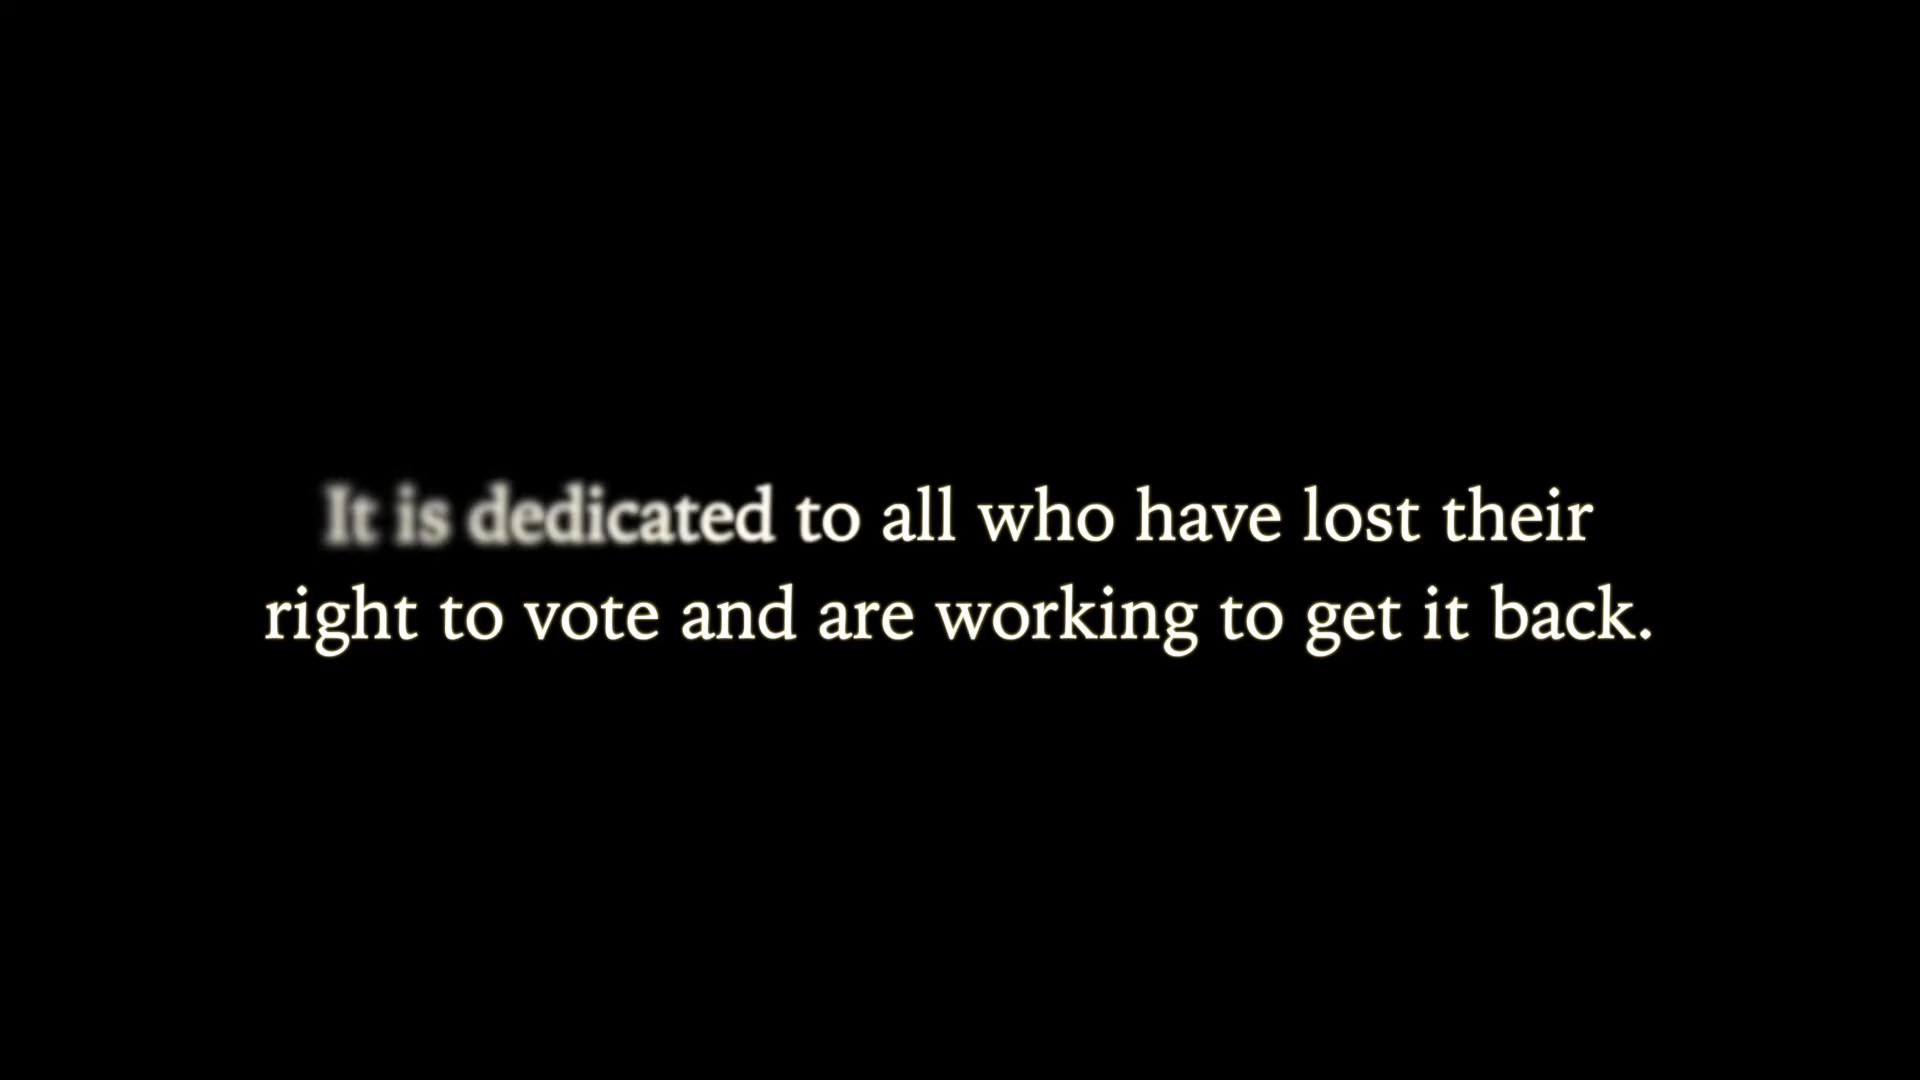 It is dedicated to all who have lost their
right to vote and are working to get it back.